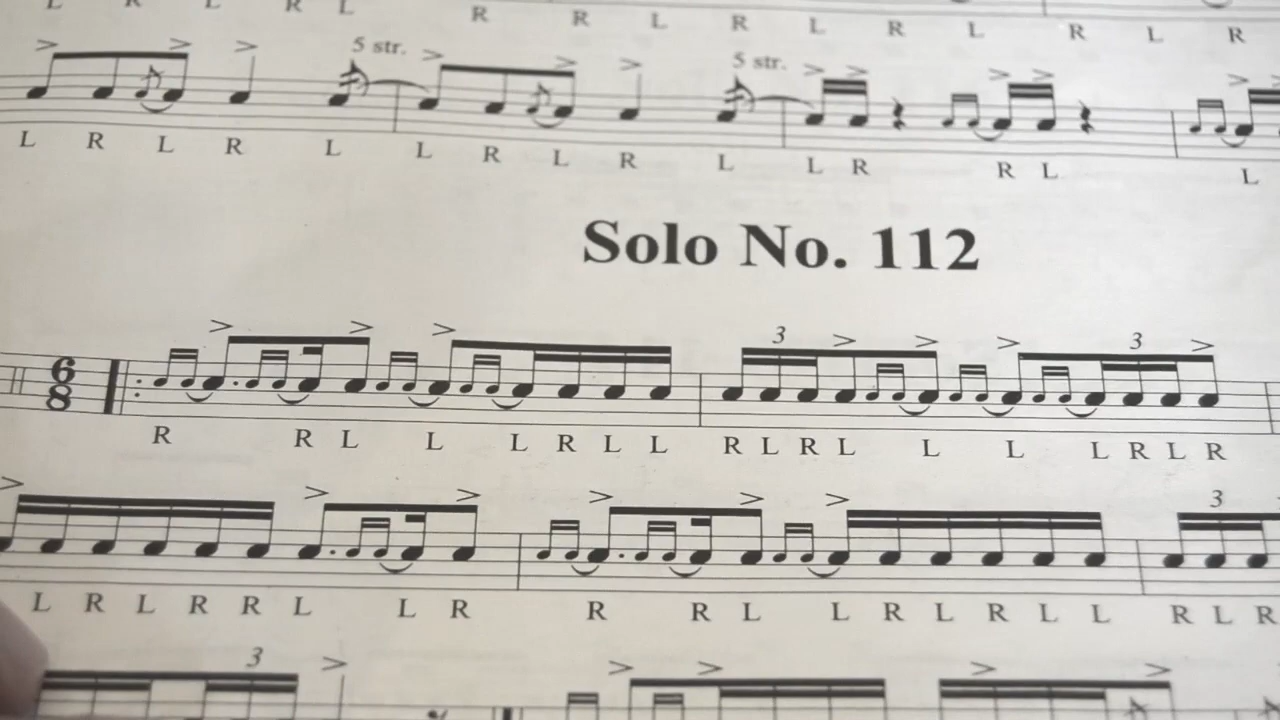 L R L R L R R L R L R L R L R
5 str. 5 str.
L R L R L L R L R L L R R L L
Solo No. 112
3 3
6
8
R R L L L R L L R L R L L L L R L R
3
L R L R R L L R R R L L R L R L L R L R
3